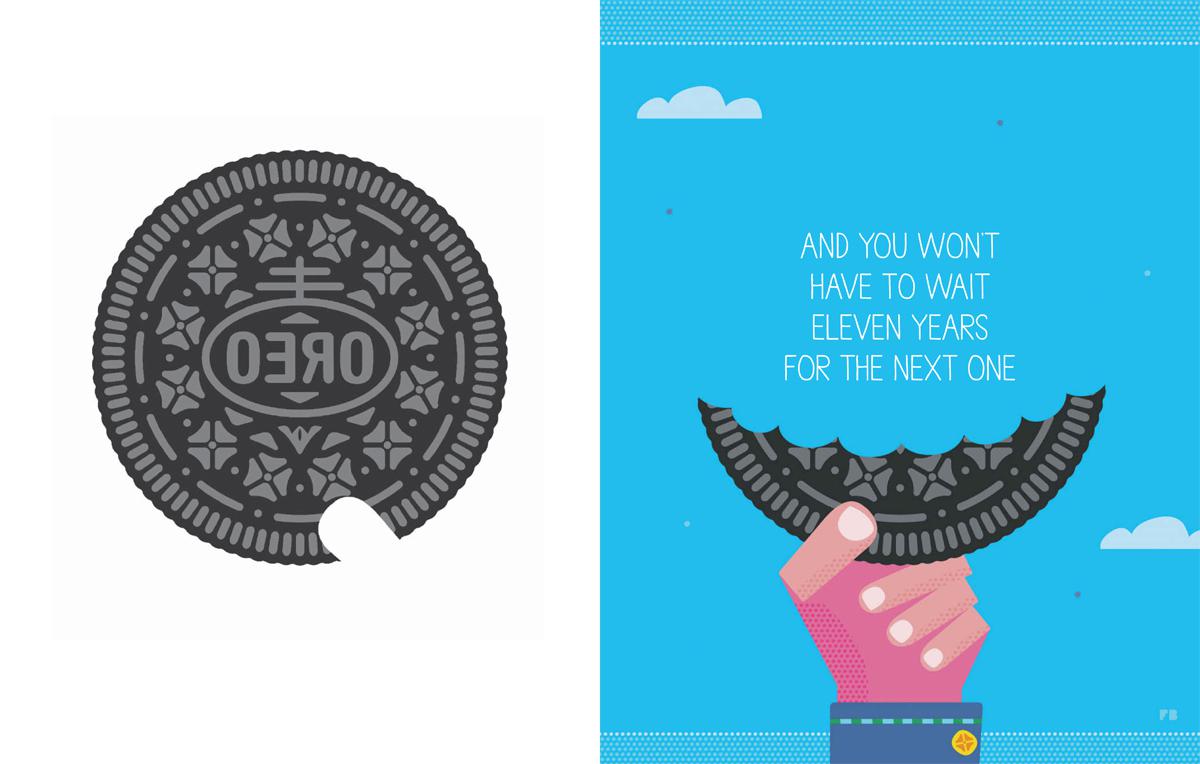 OREO
AND YOU WON'T
HAVE TO WAIT
ELEVEN YEARS
FOR THE NEXT ONE
FB